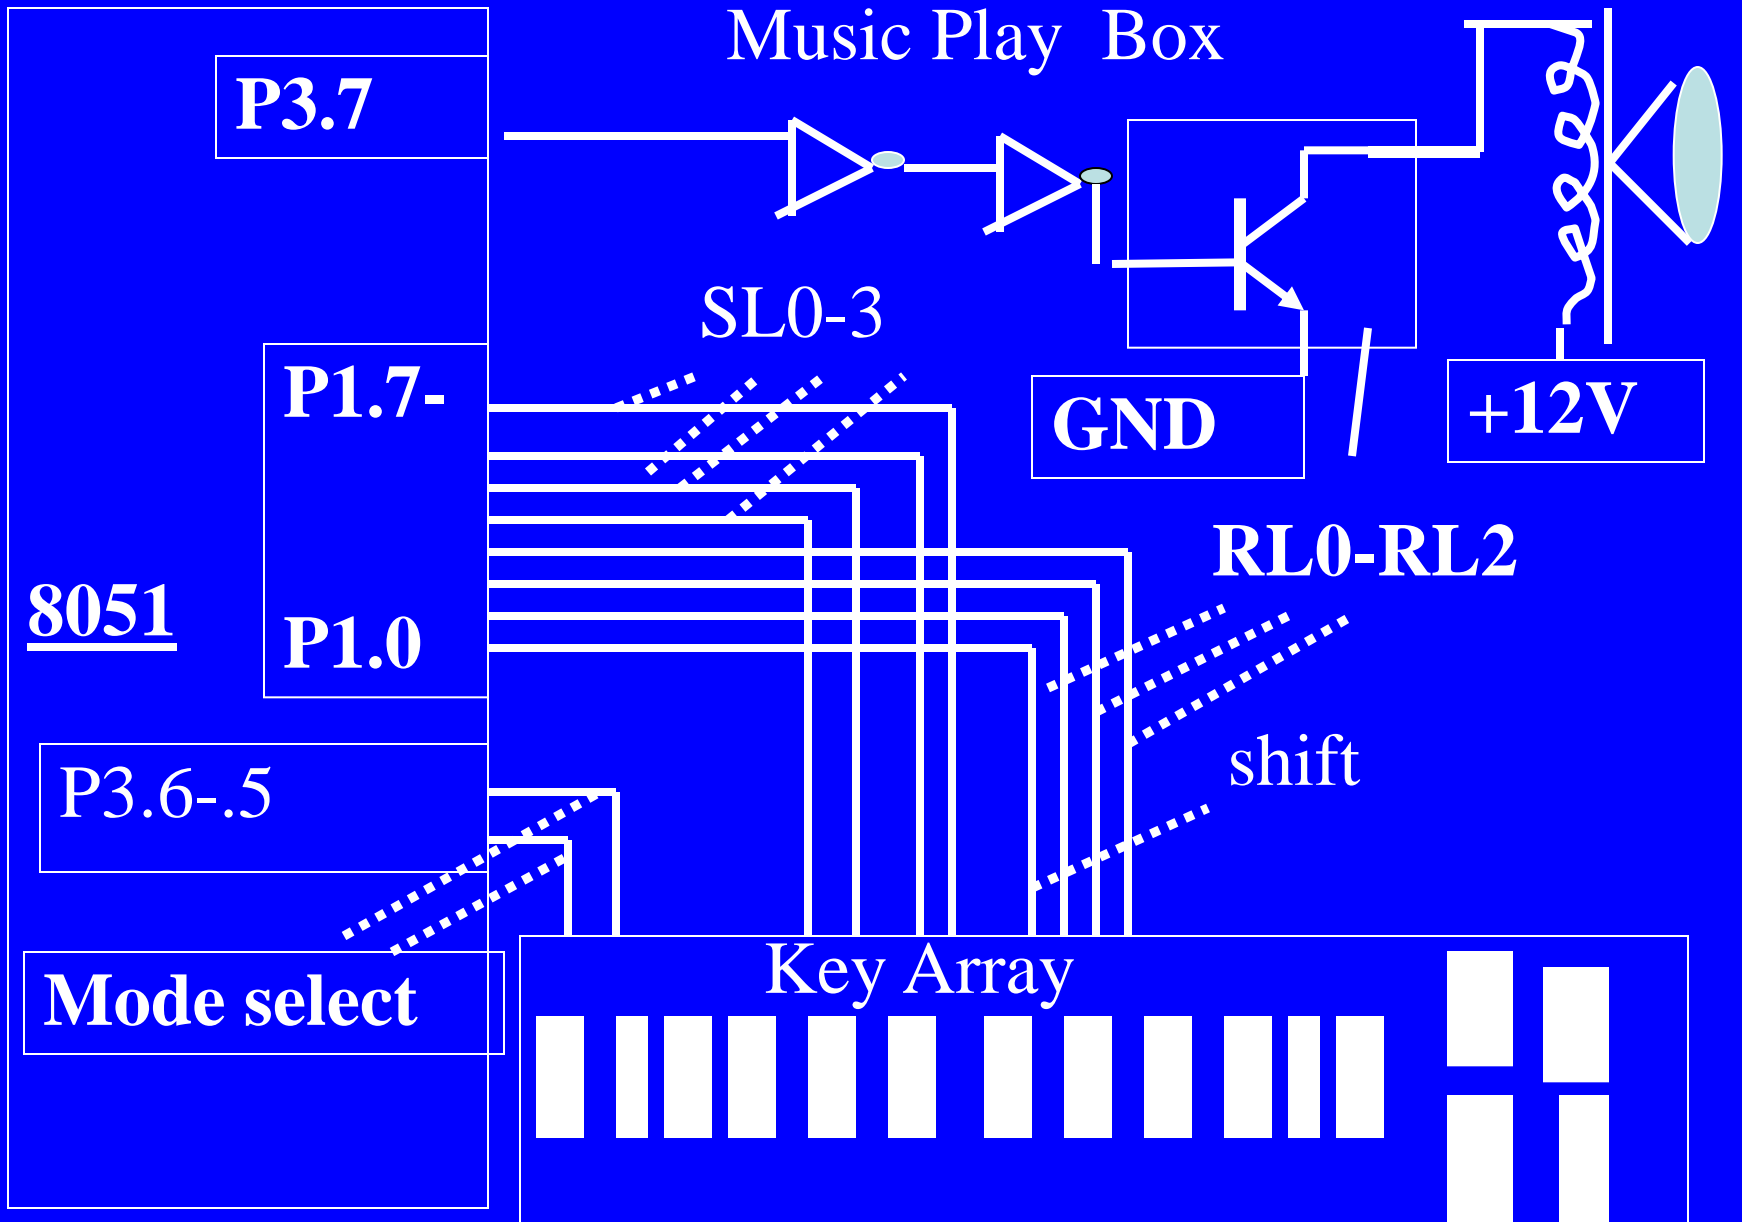 Music Play Box
P3.7
SL0-3
P1.7-
GND
+12V
RL0-RL2
8051
P1.0
shift
P3.6-.5
Key Array
Mode select